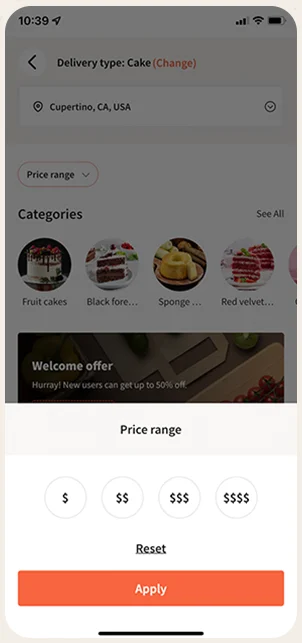 10:39
Delivery type: Cake (Change)
Cupertino, CA, USA
Price range
Categories
See All
Fruit cakes
Black fore...
Sponge ...
Red velvet...
Welcome offer
Hurray! New users can get up to 50% off.
Price range
$
$$
$$$
$$$$
Reset
Apply